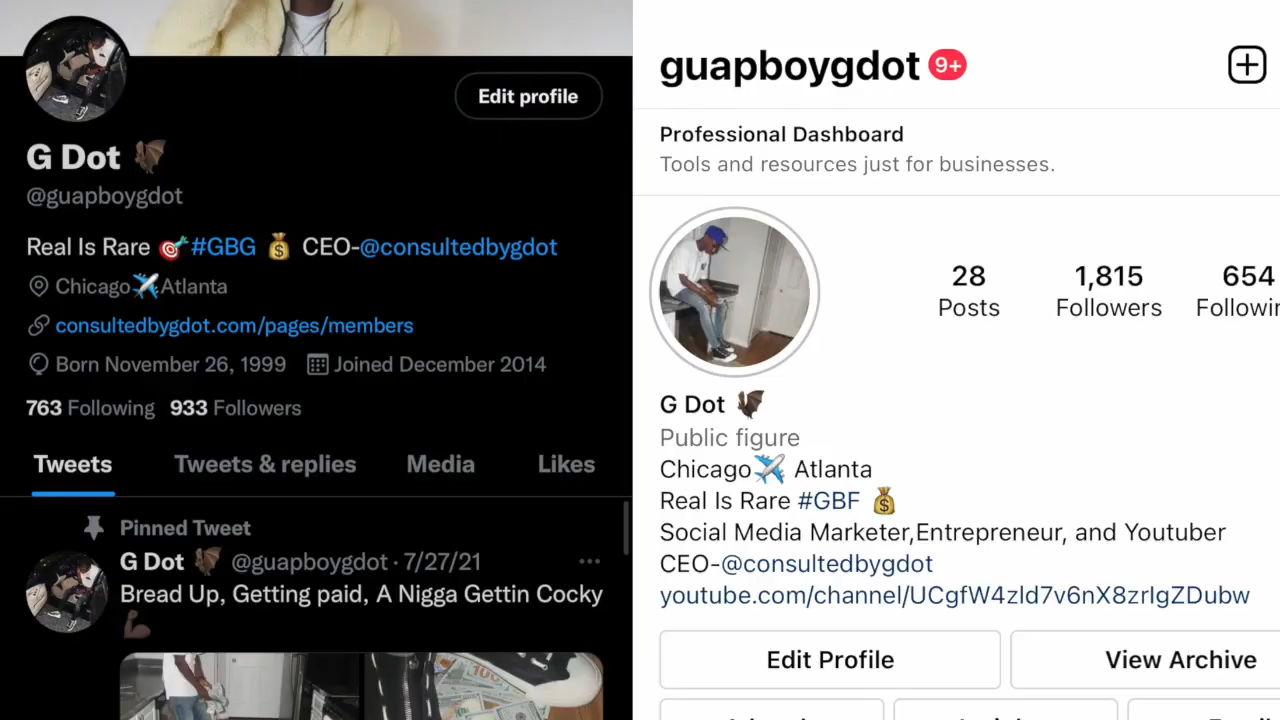 Edit profile
G Dot 🦇
@guapboygdot
Real Is Rare 🎯#GBG 💰 CEO-@consultedbygdot
Chicago✈️Atlanta
consultedbygdot.com/pages/members
Born November 26, 1999 Joined December 2014
763 Following 933 Followers
Tweets Tweets & replies Media Likes
Pinned Tweet
G Dot 🦇 @guapboygdot · 7/27/21 ...
Bread Up, Getting paid, A Nigga Gettin Cocky
💪🏿
guapboygdot 9+
Professional Dashboard
Tools and resources just for businesses.
28 1,815 654
Posts Followers Followin
G Dot 🦇
Public figure
Chicago✈️ Atlanta
Real Is Rare #GBF 💰
Social Media Marketer,Entrepreneur, and Youtuber
CEO-@consultedbygdot
youtube.com/channel/UCgfW4zld7v6nX8zrIgZDubw
Edit Profile View Archive